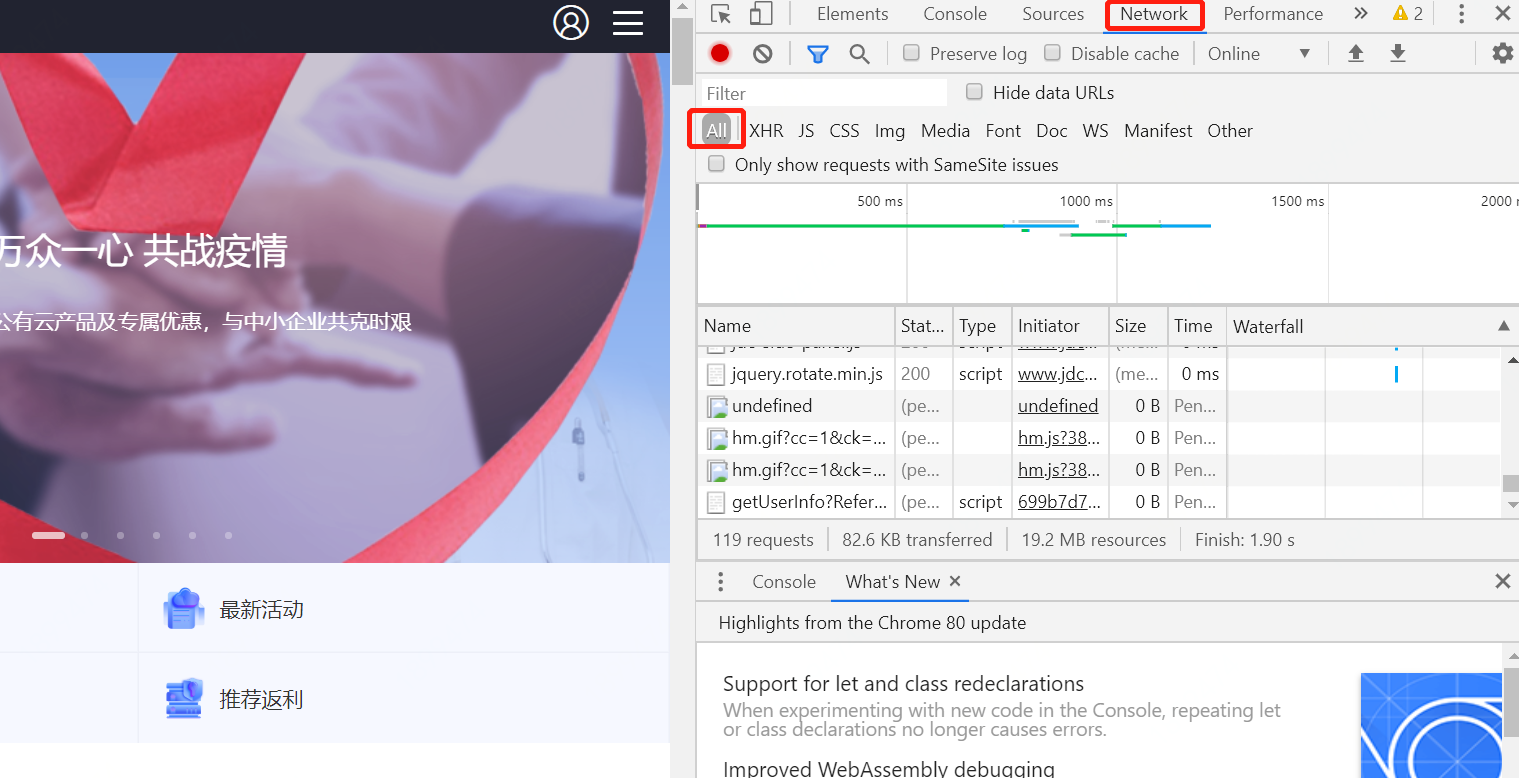 万众一心 共战疫情
公有云产品及专属优惠，与中小企业共克时艰
最新活动
推荐返利
Elements Console Sources Network Performance 2
Preserve log Disable cache Online
Filter Hide data URLs
All XHR JS CSS Img Media Font Doc WS Manifest Other
Only show requests with SameSite issues
500 ms 1000 ms 1500 ms 2000
Name Stat... Type Initiator Size Time Waterfall
jquery.rotate.min.js 200 script www.jdc... (me... 0 ms
undefined (pe... undefined 0 B Pen...
hm.gif?cc=1&ck=... (pe... hm.js?38... 0 B Pen...
hm.gif?cc=1&ck=... (pe... hm.js?38... 0 B Pen...
getUserInfo?Refer... (pe... script 699b7d7... 0 B Pen...
119 requests 82.6 KB transferred 19.2 MB resources Finish: 1.90 s
Console What's New
Highlights from the Chrome 80 update
Support for let and class redeclarations
When experimenting with new code in the Console, repeating let
or class declarations no longer causes errors.
Improved WebAssembly debugging